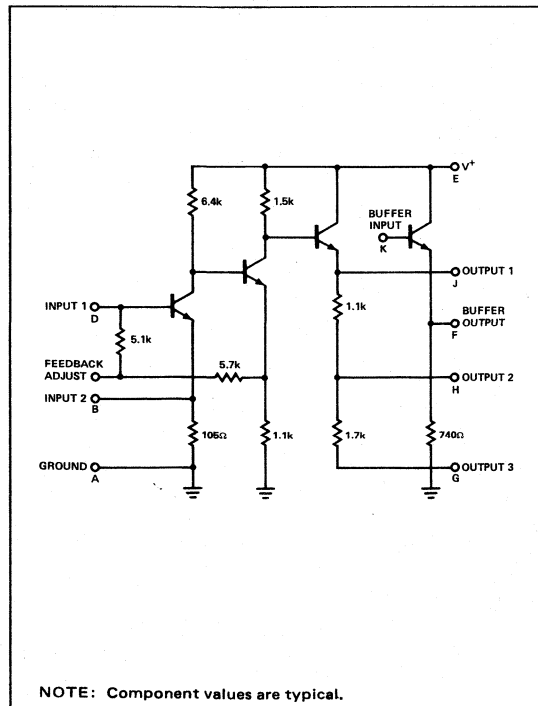 V+
E
6.4k
1.5k
BUFFER
INPUT
K
OUTPUT 1
J
INPUT 1
D
1.1k
5.1k
BUFFER
OUTPUT
F
FEEDBACK
ADJUST
5.7k
OUTPUT 2
H
INPUT 2
B
105Ω
1.1k
1.7k
740Ω
GROUND
A
OUTPUT 3
G
NOTE: Component values are typical.